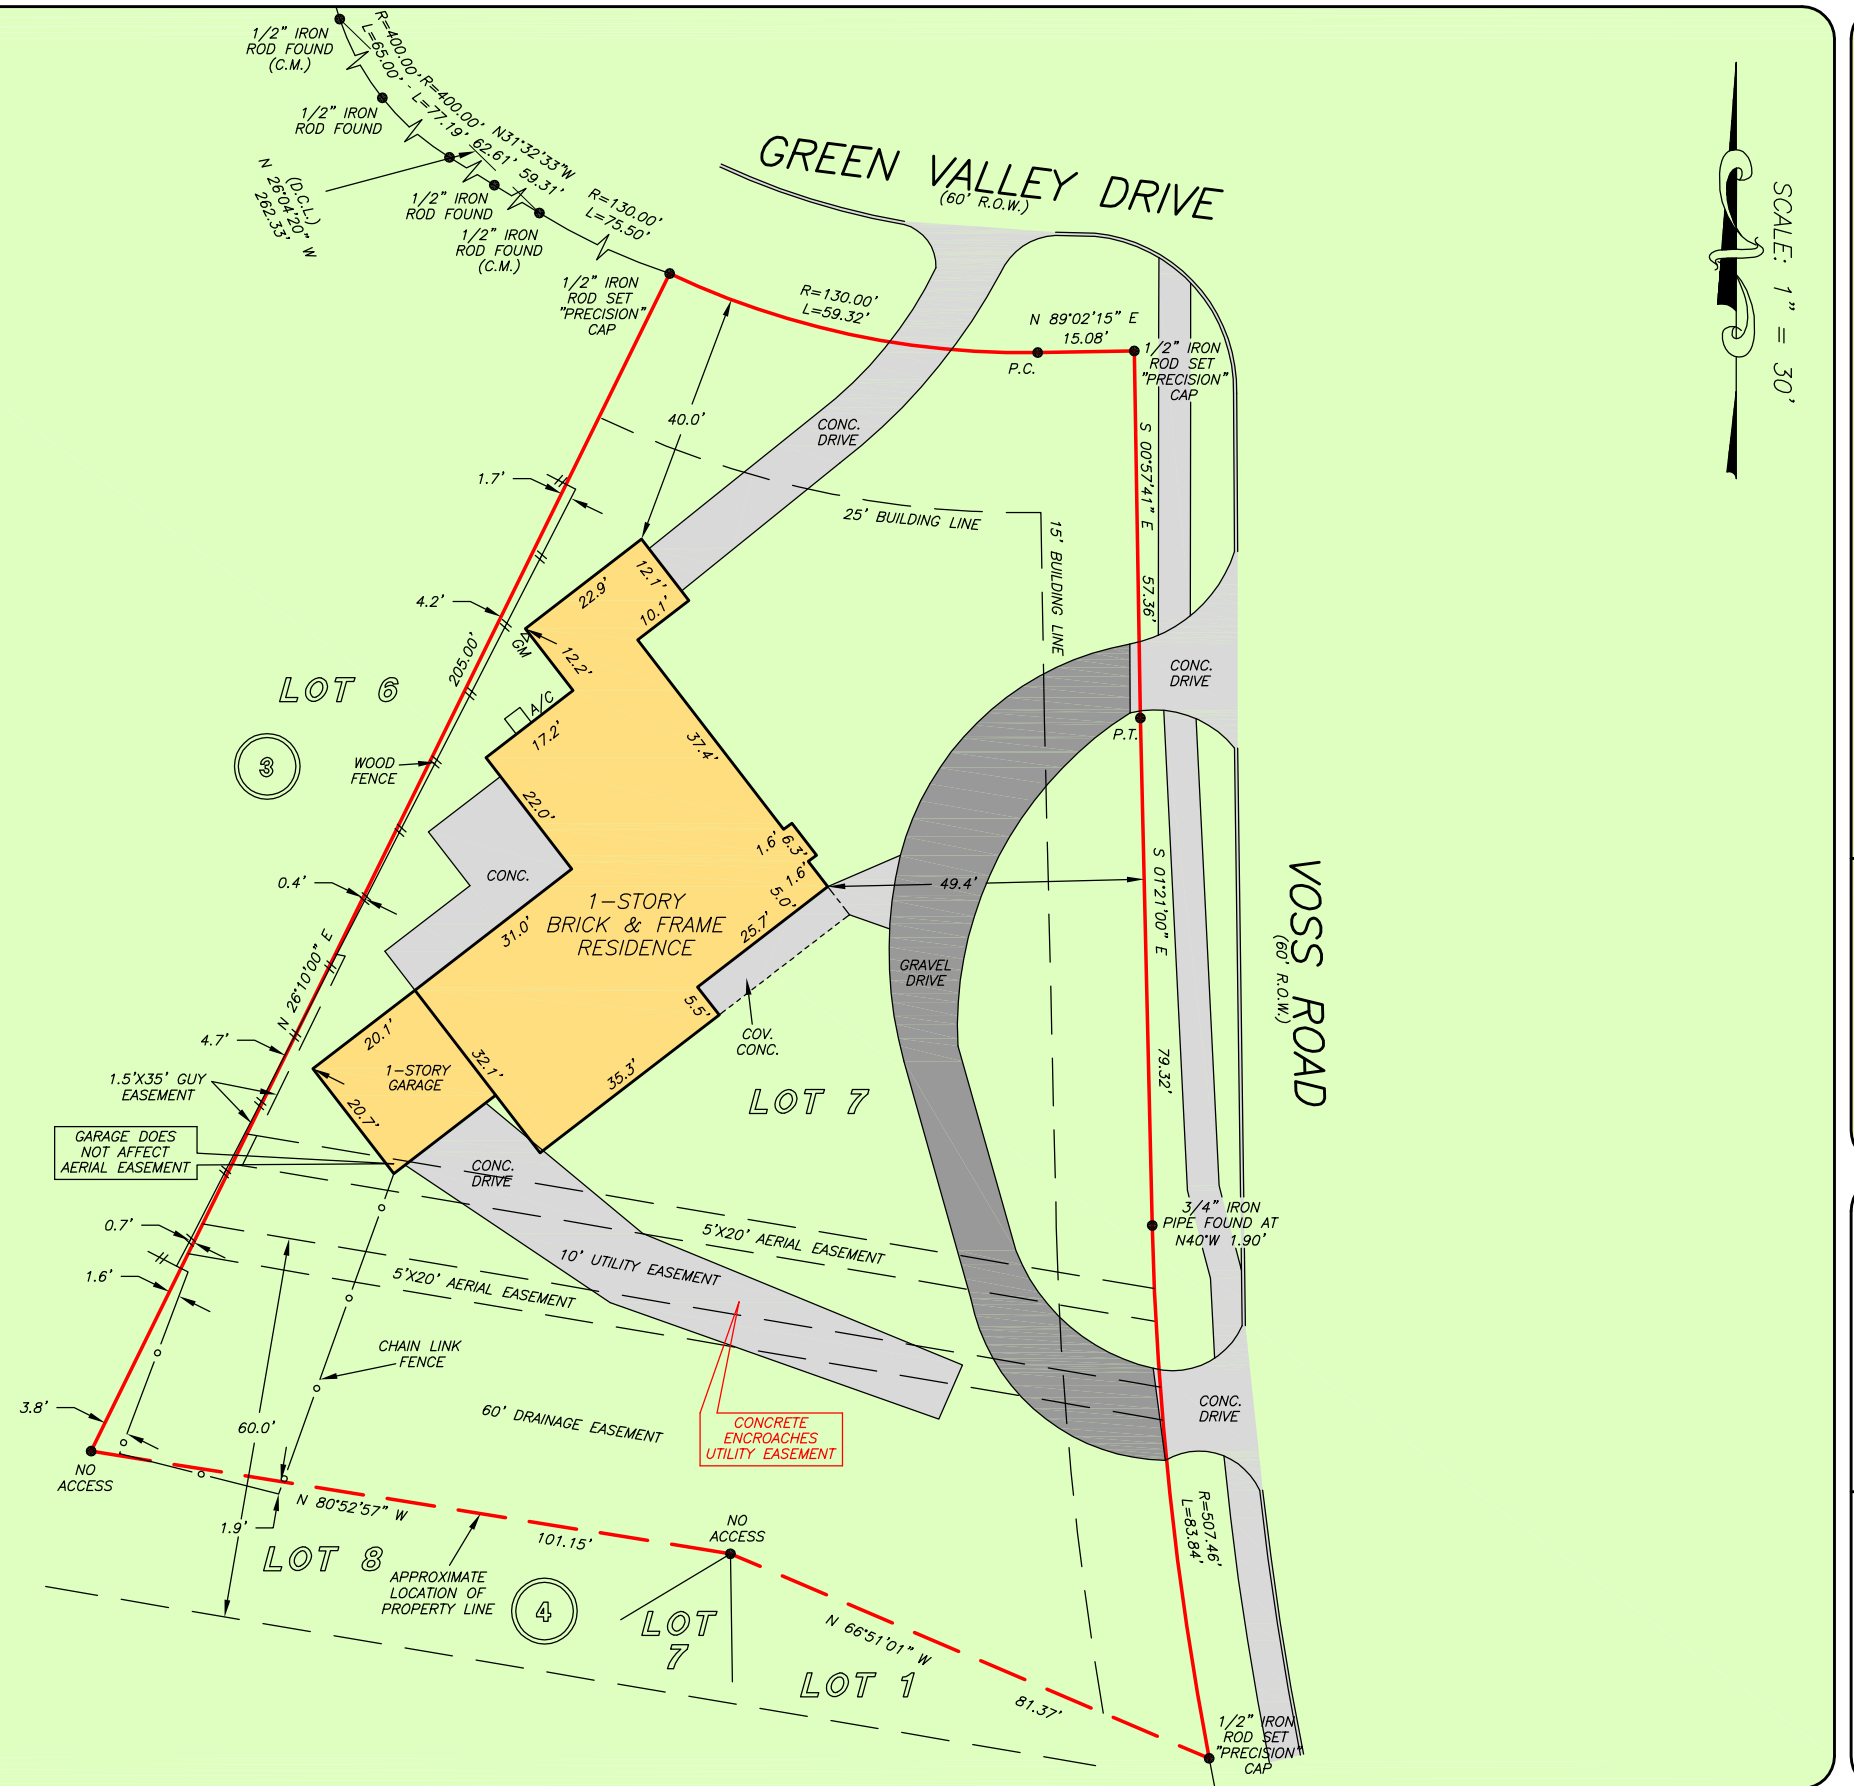 1/2" IRON
ROD FOUND
(C.M.)
R=400.00'
L=65.00'
1/2" IRON
ROD FOUND
R=400.00'
L=77.19'
N31°32'33"W
62.61'
59.31'
(D.C.L.)
N 26°04'20" W
262.33'
1/2" IRON
ROD FOUND
1/2" IRON
ROD FOUND
(C.M.)
R=130.00'
L=75.50'
1/2" IRON
ROD SET
"PRECISION"
CAP
GREEN VALLEY DRIVE
(60' R.O.W.)
SCALE: 1" = 30'
R=130.00'
L=59.32'
N 89°02'15" E
15.08'
P.C.
1/2" IRON
ROD SET
"PRECISION"
CAP
40.0'
CONC.
DRIVE
S 00°57'41" E
57.36'
1.7'
25' BUILDING LINE
15' BUILDING LINE
4.2'
205.00'
22.9'
12.1'
10.1'
GM
12.2'
LOT 6
3
A/C
17.2'
37.4'
CONC.
DRIVE
P.T.
WOOD
FENCE
22.0'
CONC.
0.4'
1.6'
6.3'
1.6'
5.0'
49.4'
1-STORY
BRICK & FRAME
RESIDENCE
31.0'
25.7'
S 01°21'00" E
VOSS ROAD
(60' R.O.W.)
GRAVEL
DRIVE
N 26°10'00" E
5.5'
COV.
CONC.
4.7'
20.1'
32.1'
35.3'
1-STORY
GARAGE
79.32'
1.5'X35' GUY
EASEMENT
20.7'
LOT 7
GARAGE DOES
NOT AFFECT
AERIAL EASEMENT
CONC.
DRIVE
3/4" IRON
PIPE FOUND AT
N40°W 1.90'
0.7'
5'X20' AERIAL EASEMENT
10' UTILITY EASEMENT
5'X20' AERIAL EASEMENT
1.6'
CHAIN LINK
FENCE
3.8'
60.0'
60' DRAINAGE EASEMENT
CONCRETE
ENCROACHES
UTILITY EASEMENT
CONC.
DRIVE
NO
ACCESS
N 80°52'57" W
101.15'
1.9'
NO
ACCESS
R=507.46'
L=83.84'
LOT 8
APPROXIMATE
LOCATION OF
PROPERTY LINE
4
LOT
7
N 66°51'01" W
81.37'
LOT 1
1/2" IRON
ROD SET
"PRECISION"
CAP